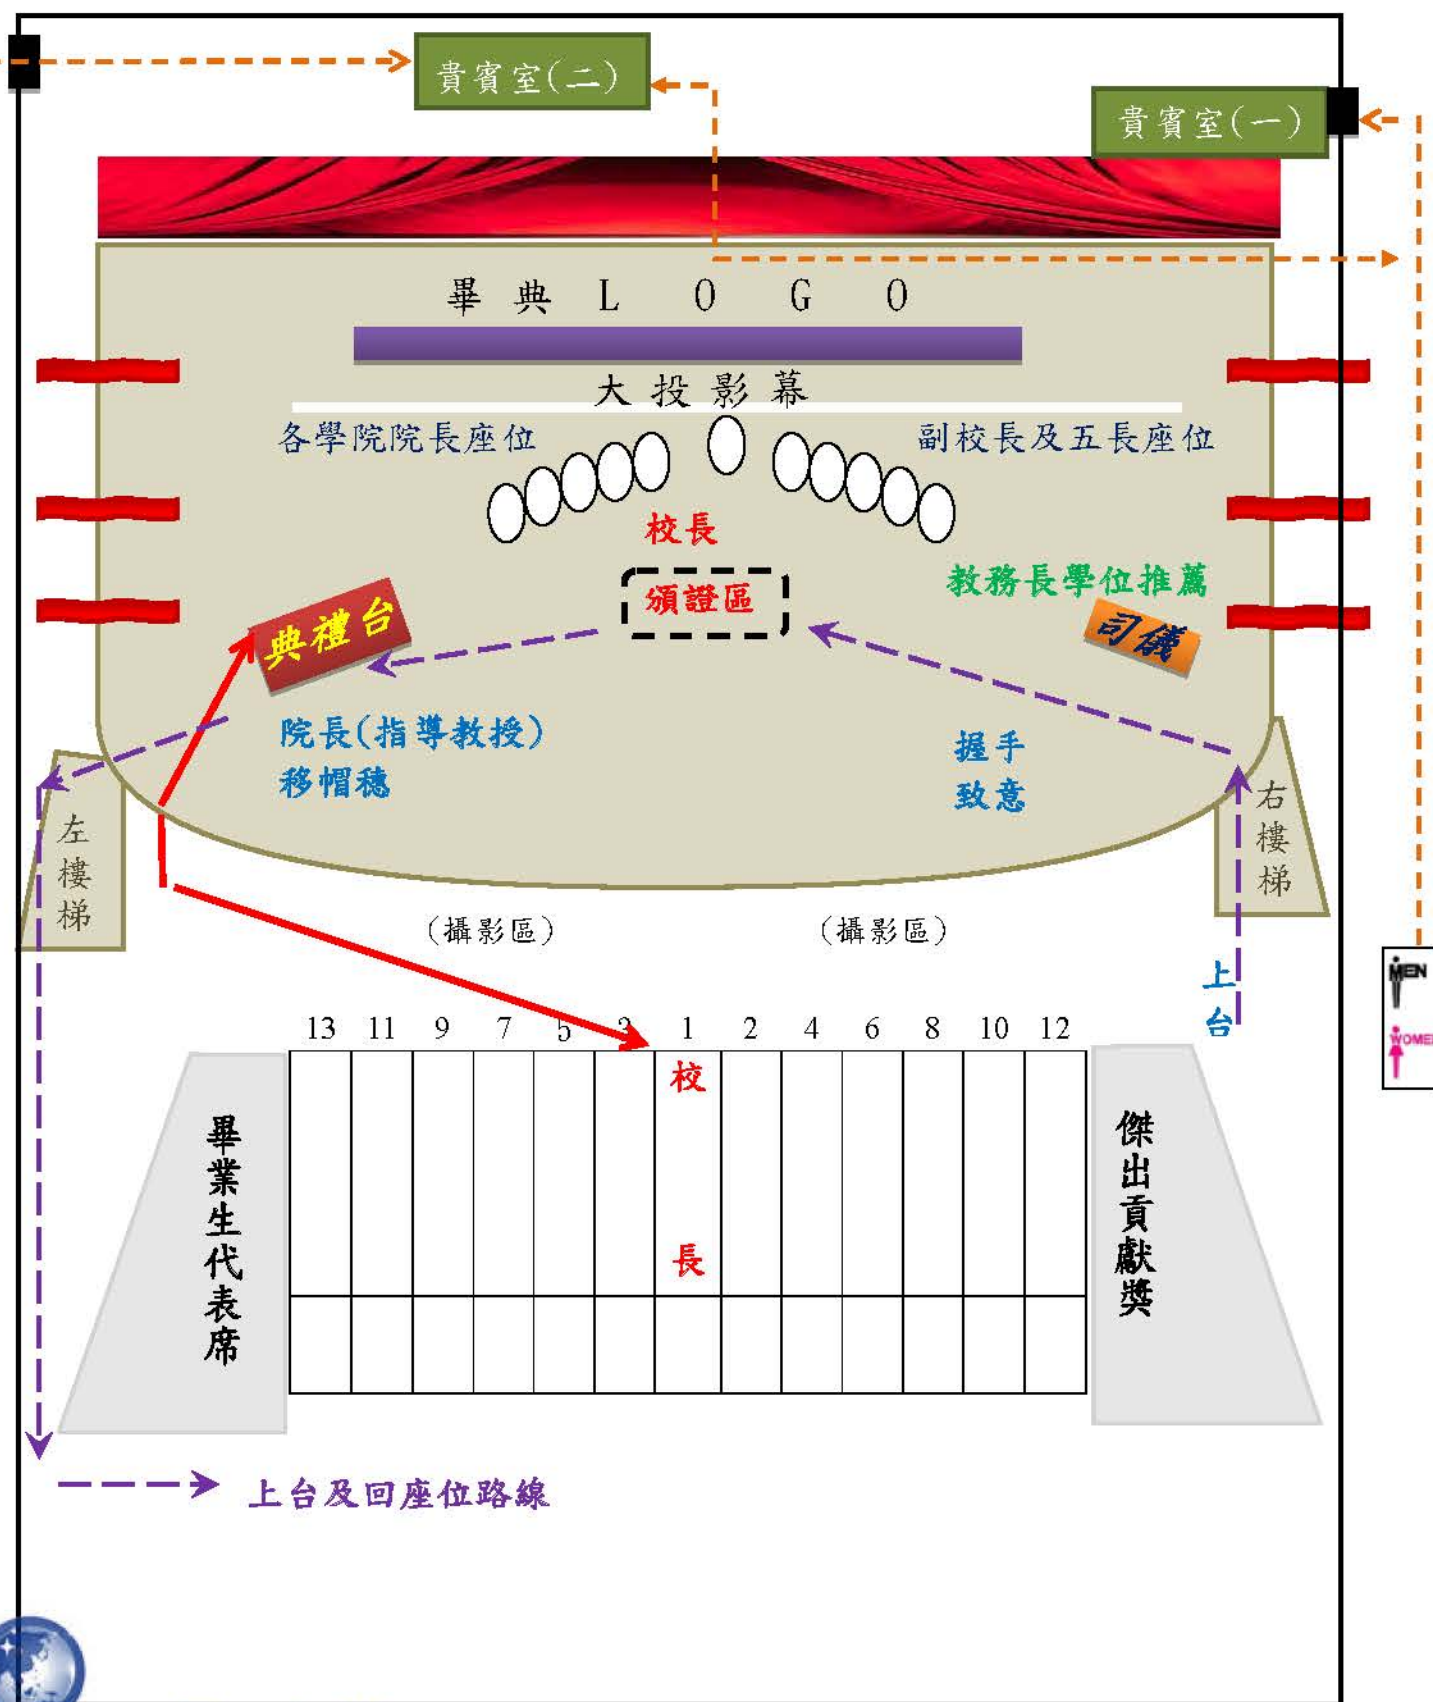 貴賓室(二)
貴賓室(一)
畢典LOGO
大投影幕
各學院院長座位
副校長及五長座位
校長
頒證區
教務長學位推薦
典禮台
司儀
院長(指導教授)
移帽穗
握手
致意
左樓梯
右樓梯
(攝影區)
(攝影區)
上台
MEN
13 11 9 7 5 3 1 2 4 6 8 10 12
校長
畢業生代表席
傑出貢獻獎
上台及回座位路線